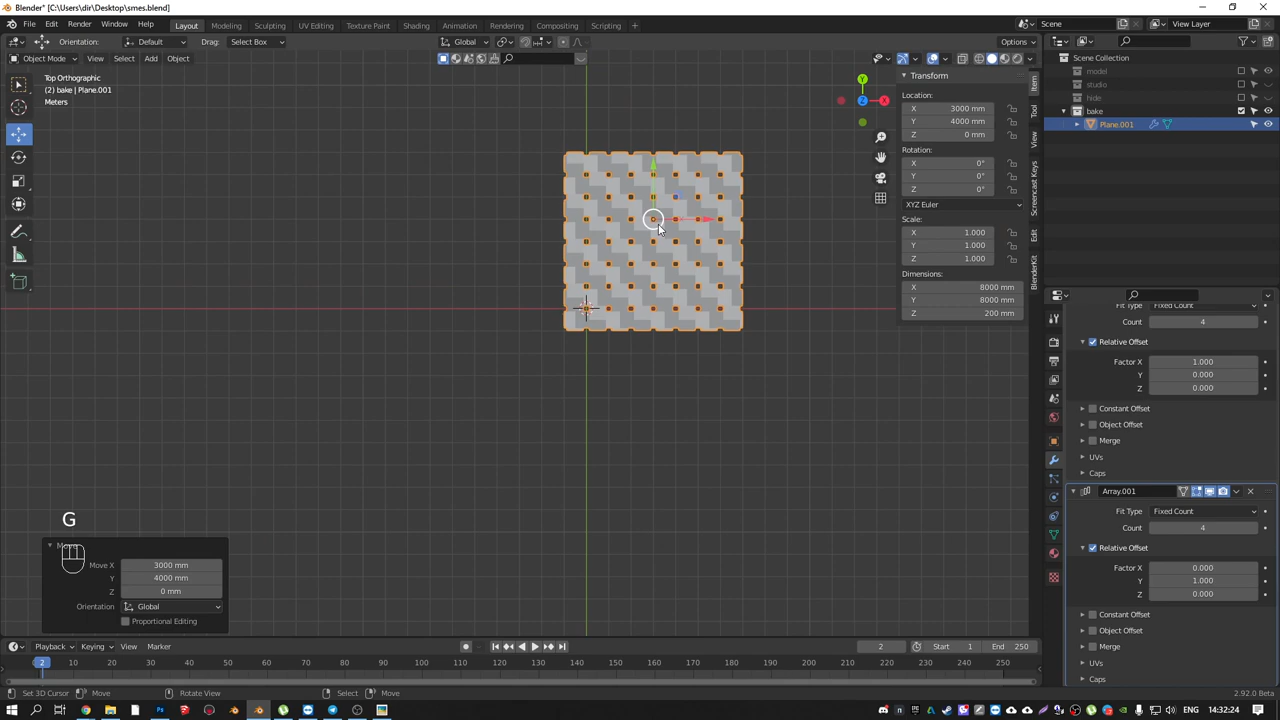 Blender* [C:\Users\dir\Desktop\smes.blend]
File Edit Render Window Help Layout Modeling Sculpting UV Editing Texture Paint Shading Animation Rendering Compositing Scripting Scene View Layer
Orientation: Default Drag: Select Box Global Options
Object Mode View Select Add Object
Top Orthographic
(2) bake | Plane.001
Meters
Y
Z
X
Transform
Location:
X 3000 mm
Y 4000 mm
Z 0 mm
Rotation:
X 0°
Y 0°
Z 0°
XYZ Euler
Scale:
X 1.000
Y 1.000
Z 1.000
Dimensions:
X 8000 mm
Y 8000 mm
Z 200 mm
Item
Tool
View
Screencast Keys
Edit
BlenderKit
Scene Collection
model
studio
hide
bake
Plane.001
Fit Type Fixed Count
Count 4
Relative Offset
Factor X 1.000
Y 0.000
Z 0.000
Constant Offset
Object Offset
Merge
UVs
Caps
Array.001
Fit Type Fixed Count
Count 4
Relative Offset
Factor X 0.000
Y 1.000
Z 0.000
Constant Offset
Object Offset
Merge
UVs
Caps
G
Move X 3000 mm
Y 4000 mm
Z 0 mm
Orientation Global
Proportional Editing
Playback Keying View Marker 2 Start 1 End 250
2 10 20 30 40 50 60 70 80 90 100 110 120 130 140 150 160 170 180 190 200 210 220 230 240 250
Set 3D Cursor Move Rotate View Select Move 2.92.0 Beta
ENG 14:32:24